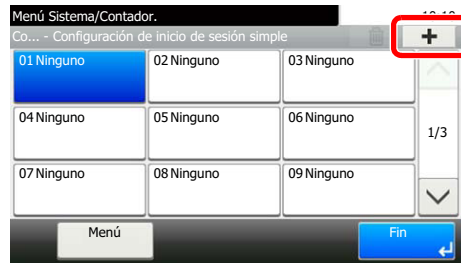 Menú Sistema/Contador.
Co... - Configuración de inicio de sesión simple
01 Ninguno 02 Ninguno 03 Ninguno
04 Ninguno 05 Ninguno 06 Ninguno
1/3
07 Ninguno 08 Ninguno 09 Ninguno
Menú Fin